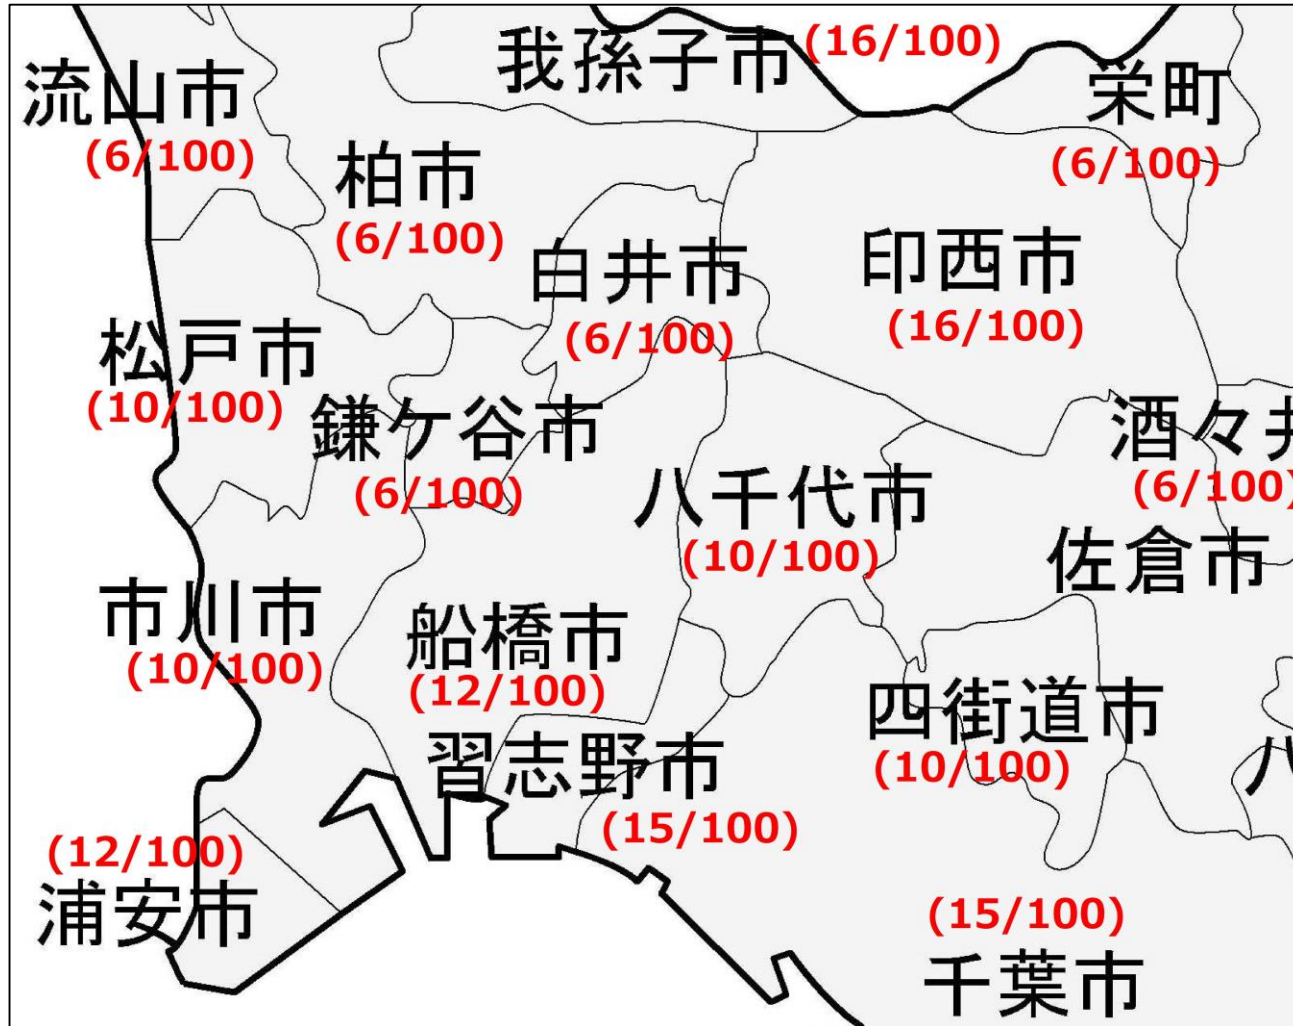 我孫子市
(16/100)
流山市
(6/100)
栄町
(6/100)
柏市
(6/100)
白井市
(6/100)
印西市
(16/100)
松戸市
(10/100)
鎌ケ谷市
(6/100)
酒々井
(6/100)
八千代市
(10/100)
佐倉市
市川市
(10/100)
船橋市
(12/100)
四街道市
(10/100)
習志野市
(15/100)
八
(12/100)
浦安市
(15/100)
千葉市